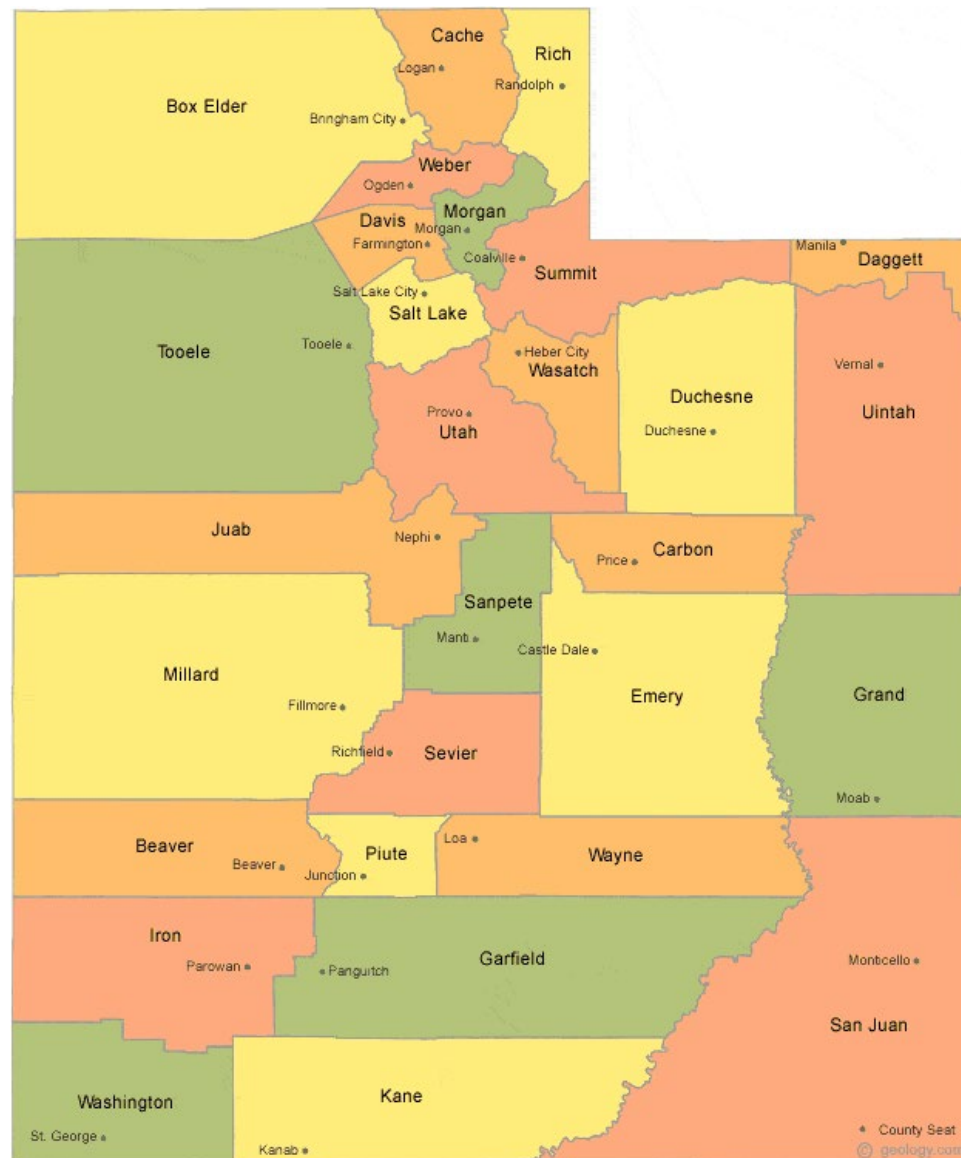 Cache
Logan
Rich
Randolph
Box Elder
Bringham City
Weber
Ogden
Davis
Morgan
Morgan
Farmington
Coalville
Summit
Manila
Daggett
Salt Lake City
Salt Lake
Tooele
Tooele
Heber City
Wasatch
Vernal
Duchesne
Uintah
Provo
Utah
Duchesne
Juab
Nephi
Carbon
Price
Sanpete
Manti
Castle Dale
Millard
Emery
Grand
Fillmore
Richfield
Sevier
Moab
Beaver
Beaver
Piute
Junction
Loa
Wayne
Iron
Parowan
Garfield
Panguitch
Monticello
San Juan
Washington
St. George
Kane
Kanab
County Seat
© geology.com